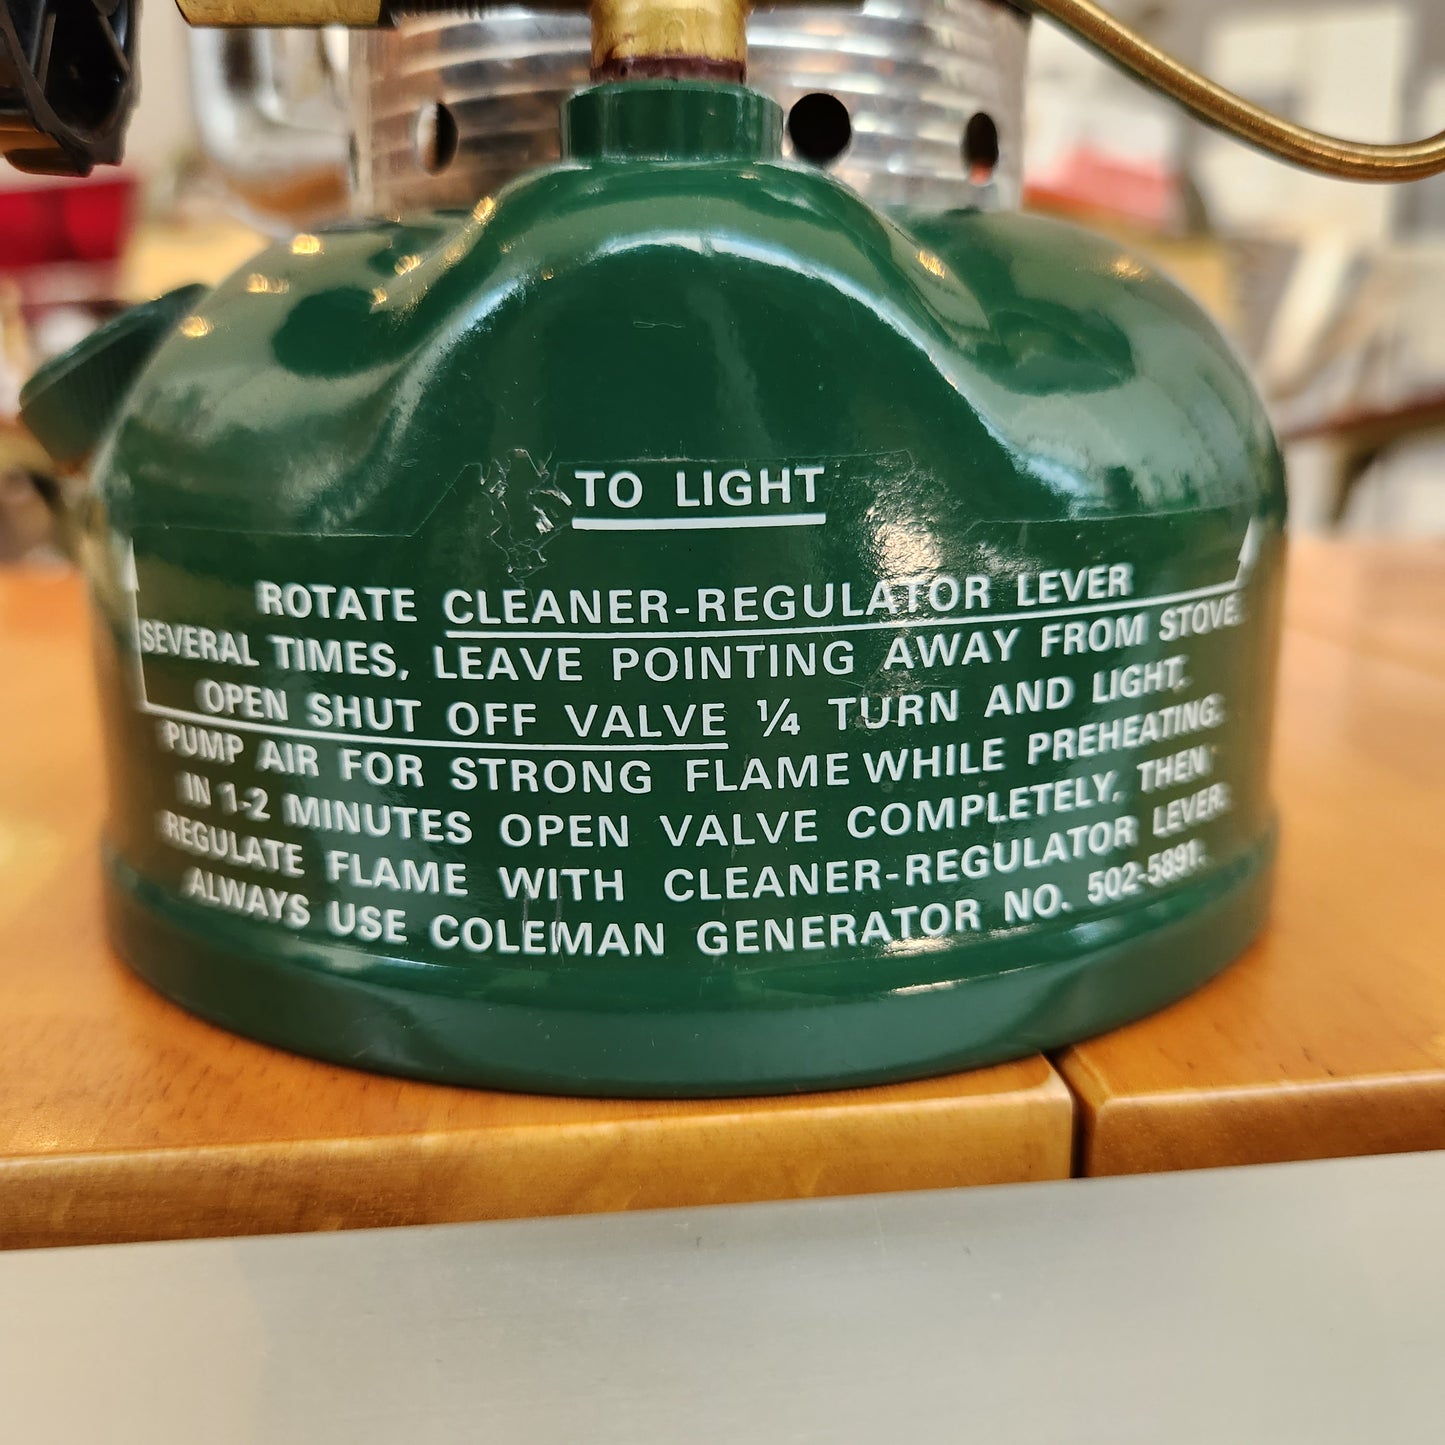 TO LIGHT
ROTATE CLEANER-REGULATOR LEVER
SEVERAL TIMES, LEAVE POINTING AWAY FROM STOVE.
OPEN SHUT OFF VALVE ¼ TURN AND LIGHT,
PUMP AIR FOR STRONG FLAME WHILE PREHEATING.
IN 1-2 MINUTES OPEN VALVE COMPLETELY, THEN
REGULATE FLAME WITH CLEANER-REGULATOR LEVER.
ALWAYS USE COLEMAN GENERATOR NO. 502-5891.